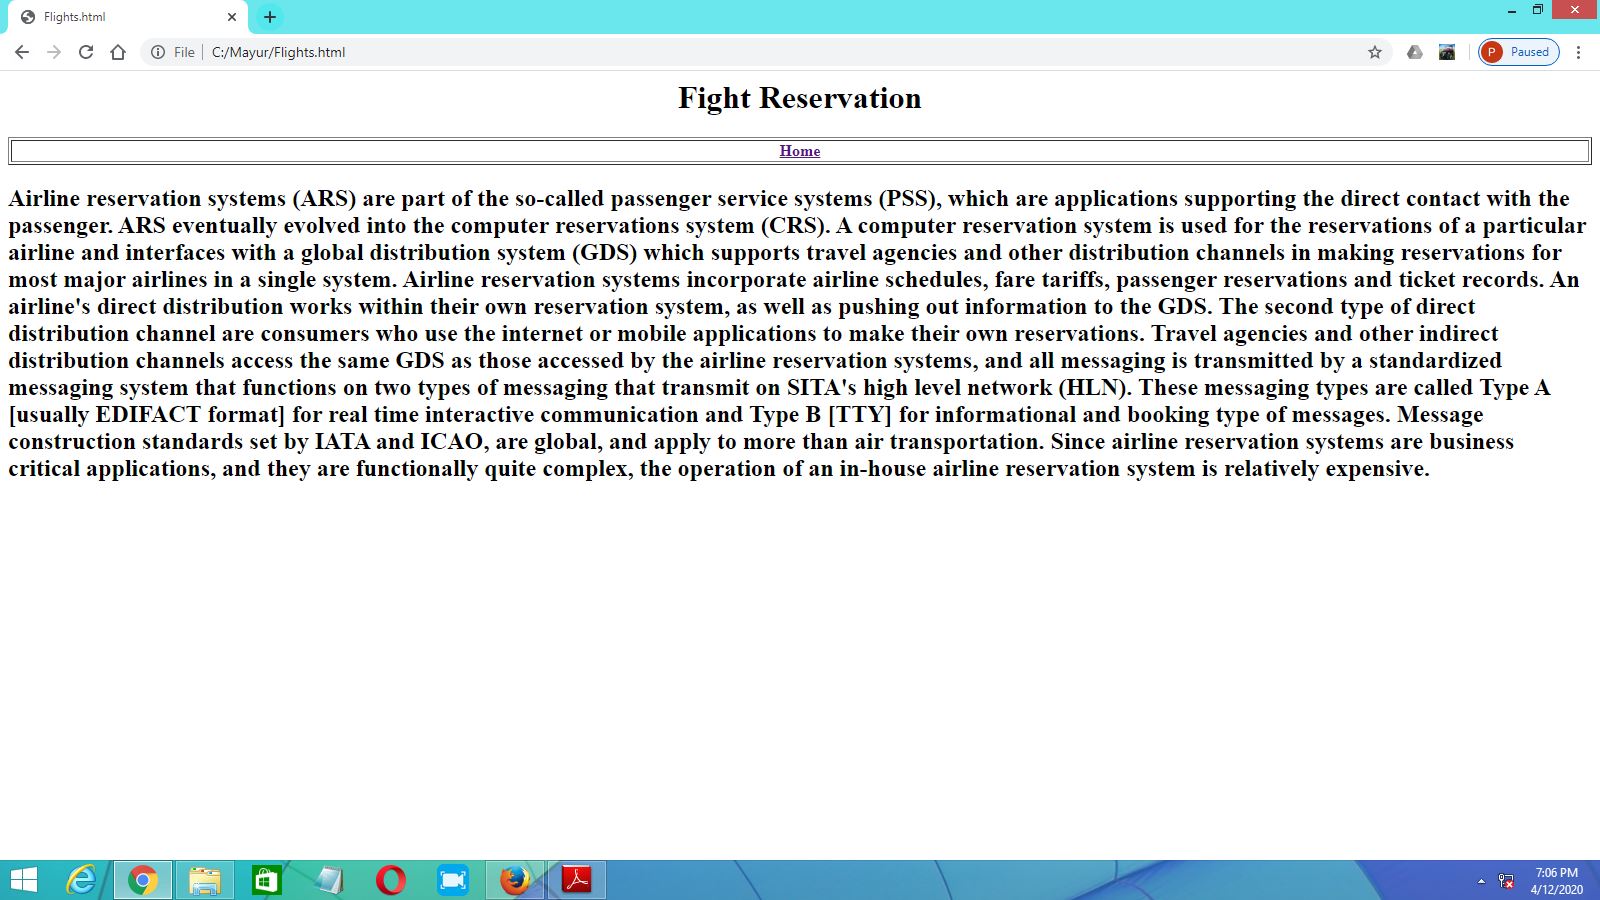 Flights.html
File C:/Mayur/Flights.html
P Paused
Fight Reservation
Home
Airline reservation systems (ARS) are part of the so-called passenger service systems (PSS), which are applications supporting the direct contact with the
passenger. ARS eventually evolved into the computer reservations system (CRS). A computer reservation system is used for the reservations of a particular
airline and interfaces with a global distribution system (GDS) which supports travel agencies and other distribution channels in making reservations for
most major airlines in a single system. Airline reservation systems incorporate airline schedules, fare tariffs, passenger reservations and ticket records. An
airline's direct distribution works within their own reservation system, as well as pushing out information to the GDS. The second type of direct
distribution channel are consumers who use the internet or mobile applications to make their own reservations. Travel agencies and other indirect
distribution channels access the same GDS as those accessed by the airline reservation systems, and all messaging is transmitted by a standardized
messaging system that functions on two types of messaging that transmit on SITA's high level network (HLN). These messaging types are called Type A
[usually EDIFACT format] for real time interactive communication and Type B [TTY] for informational and booking type of messages. Message
construction standards set by IATA and ICAO, are global, and apply to more than air transportation. Since airline reservation systems are business
critical applications, and they are functionally quite complex, the operation of an in-house airline reservation system is relatively expensive.
7:06 PM
4/12/2020